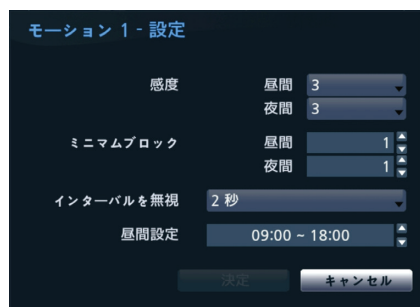 モーション 1 - 設定
感度 昼間 3
夜間 3
ミニマムブロック 昼間 1
夜間 1
インターバルを無視 2 秒
昼間設定 09:00 ~ 18:00
決定 キャンセル